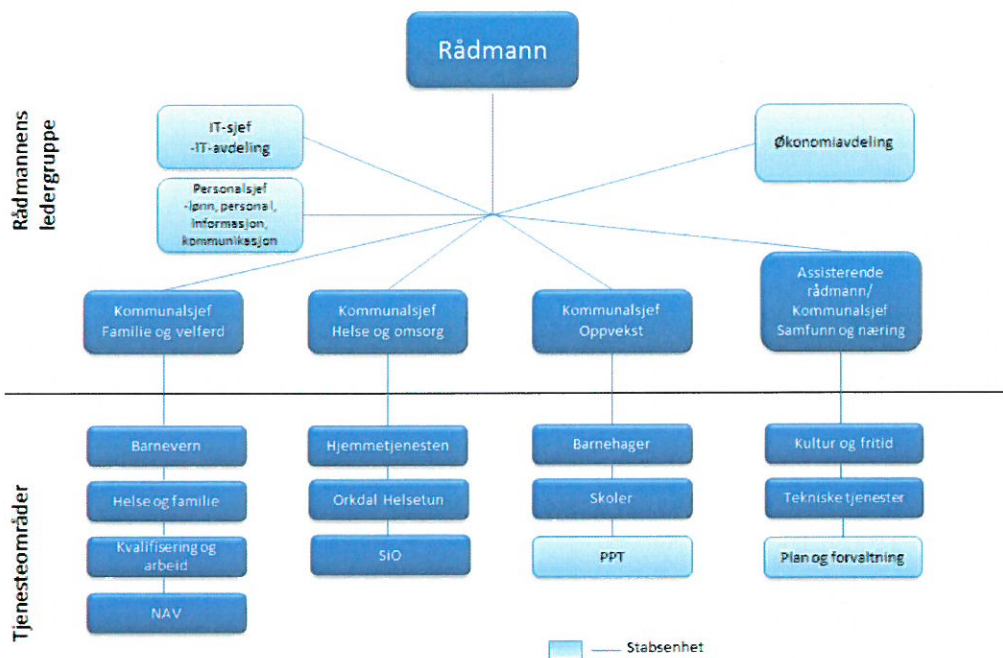 Rådmann
Rådmannens
ledergruppe
IT-sjef
-IT-avdeling
Økonomiavdeling
Personalsjef
-lønn, personal,
informasjon,
kommunikasjon
Kommunalsjef
Familie og velferd
Kommunalsjef
Helse og omsorg
Kommunalsjef
Oppvekst
Assisterende
rådmann/
Kommunalsjef
Samfunn og næring
Tjenesteområder
Barnevern
Helse og familie
Kvalifisering og
arbeid
NAV
Hjemmetjenesten
Orkdal Helsetun
SiO
Barnehager
Skoler
PPT
Kultur og fritid
Tekniske tjenester
Plan og forvaltning
Stabsenhet